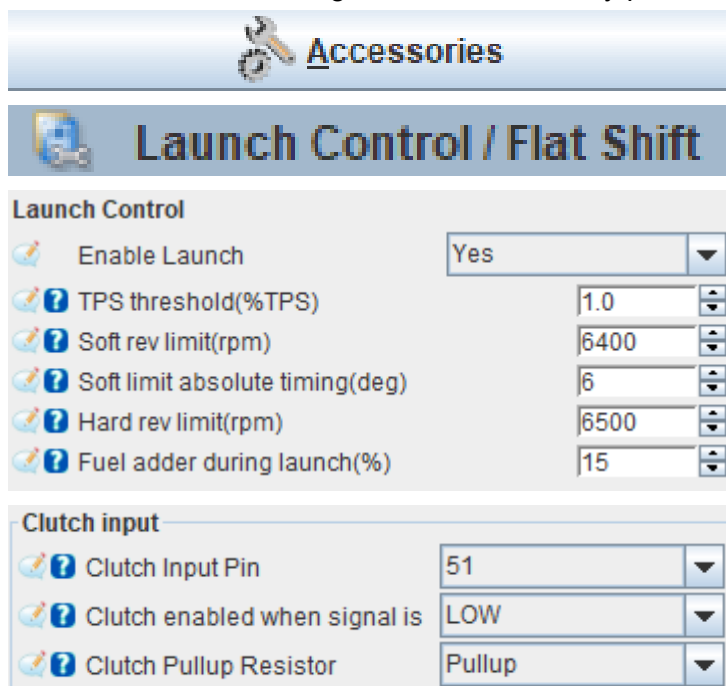 Accessories
Launch Control / Flat Shift
Launch Control
Enable Launch Yes
TPS threshold(%TPS) 1.0
Soft rev limit(rpm) 6400
Soft limit absolute timing(deg) 6
Hard rev limit(rpm) 6500
Fuel adder during launch(%) 15
Clutch input
Clutch Input Pin 51
Clutch enabled when signal is LOW
Clutch Pullup Resistor Pullup